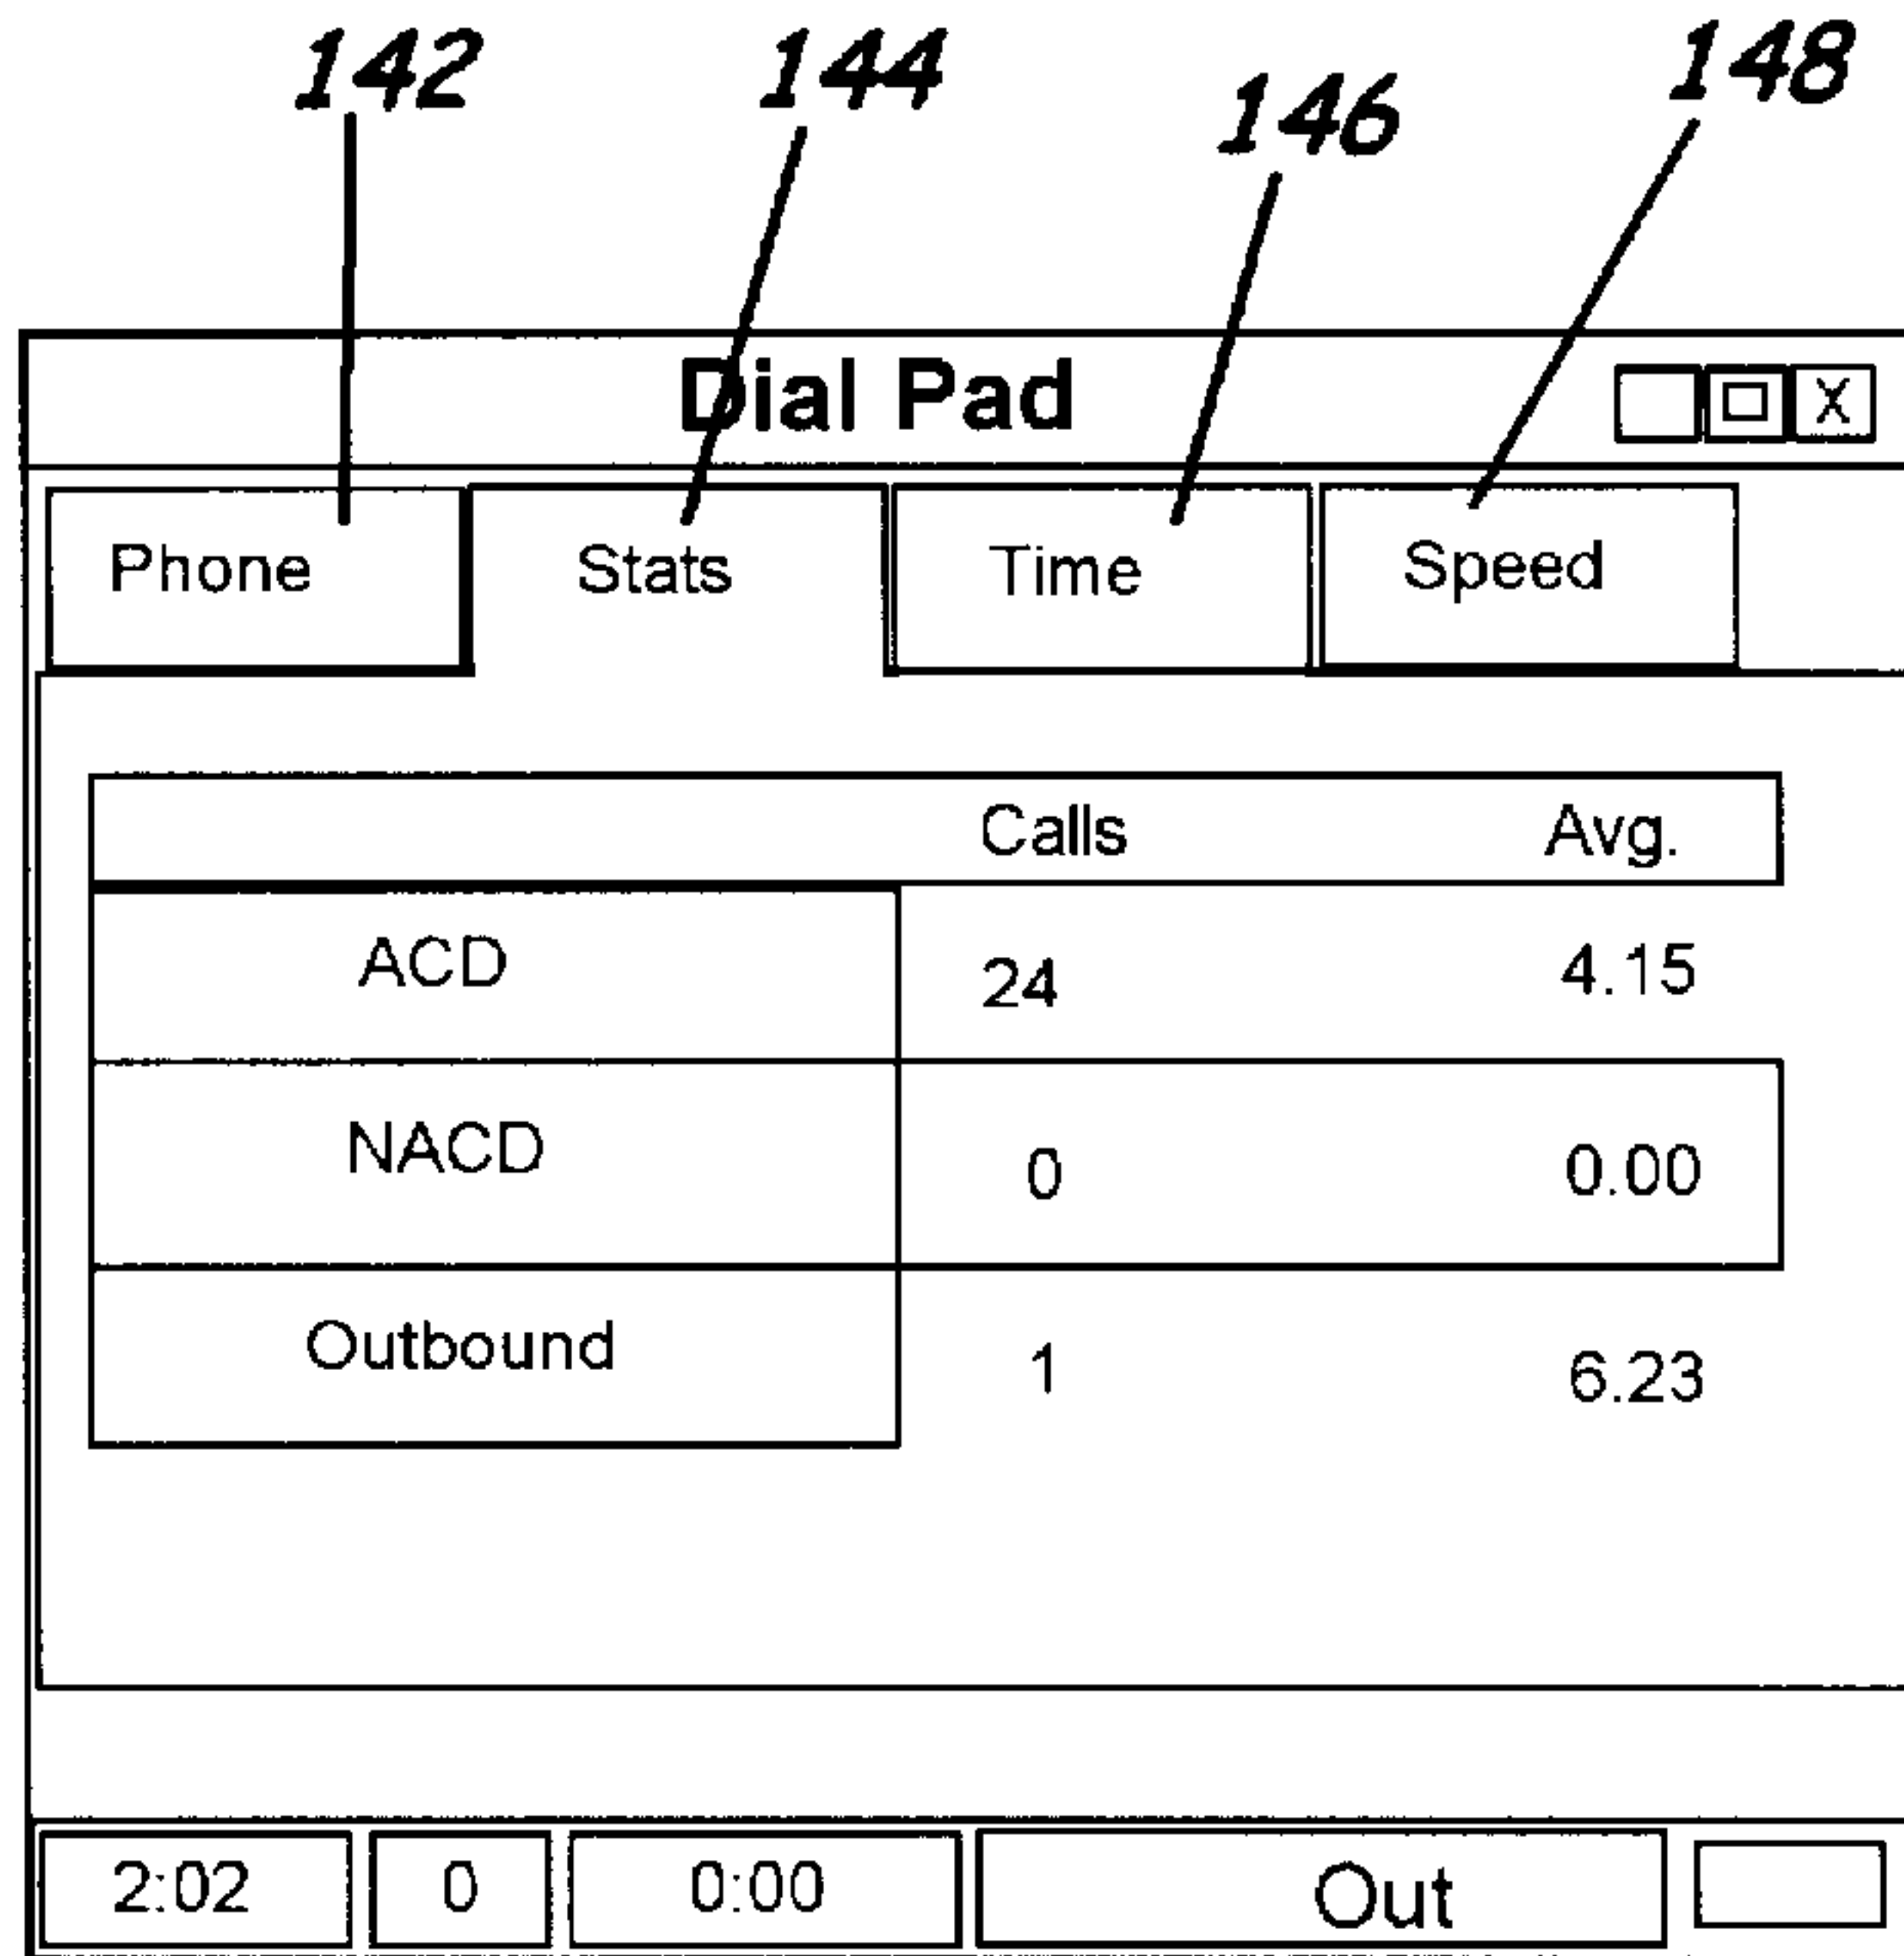 142 144 146 148
Dial Pad X
Phone Stats Time Speed
Calls Avg.
ACD 24 4.15
NACD 0 0.00
Outbound 1 6.23
2:02 0 0:00 Out